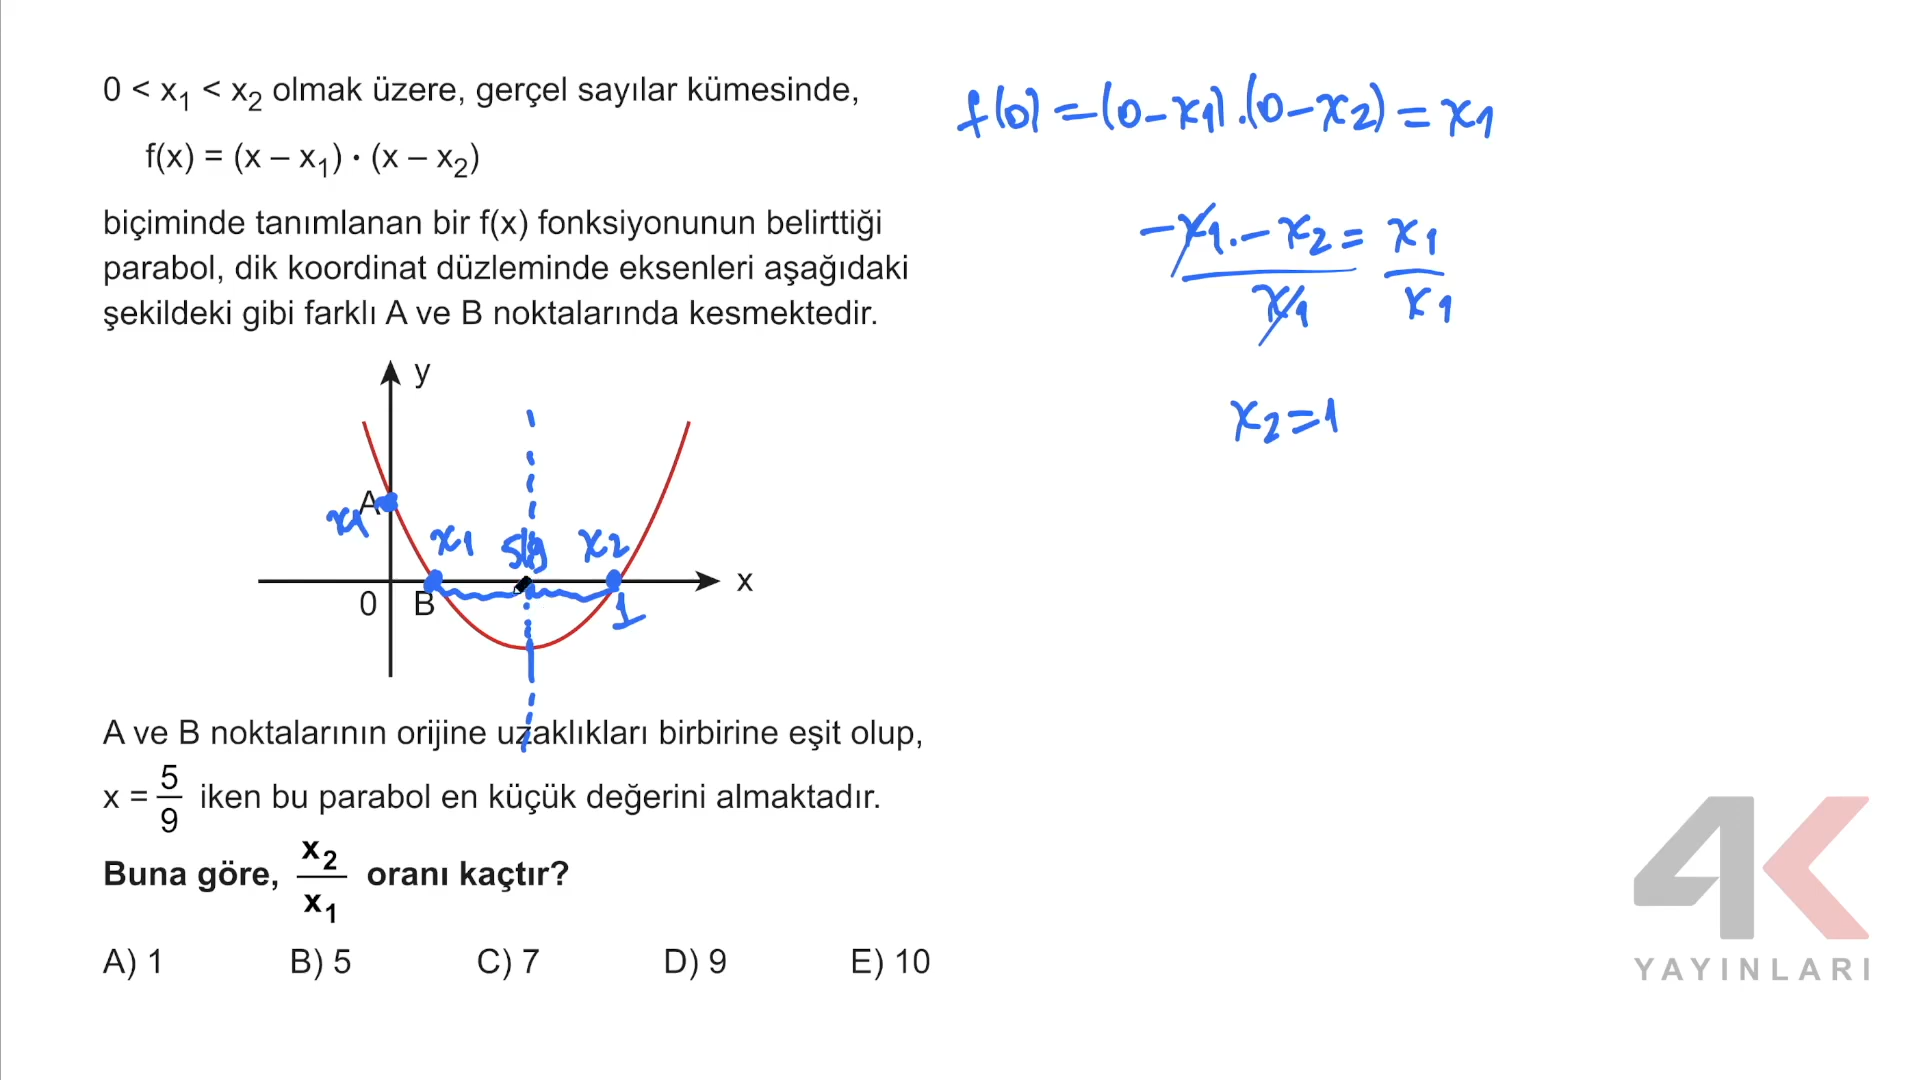 0 < x₁ < x₂ olmak üzere, gerçel sayılar kümesinde,
f(x) = (x – x₁) · (x – x₂)
biçiminde tanımlanan bir f(x) fonksiyonunun belirttiği
parabol, dik koordinat düzleminde eksenleri aşağıdaki
şekildeki gibi farklı A ve B noktalarında kesmektedir.
y
A
x₁
x₁
5/9
x₂
x
0
B
1
A ve B noktalarının orijine uzaklıkları birbirine eşit olup,
x = 5/9 iken bu parabol en küçük değerini almaktadır.
Buna göre, x₂/x₁ oranı kaçtır?
A) 1 B) 5 C) 7 D) 9 E) 10
f(0) = (0 – x₁) . (0 – x₂) = x₁
(–x₁ . – x₂)/x₁ = x₁/x₁
x₂ = 1
4K
YAYINLARI